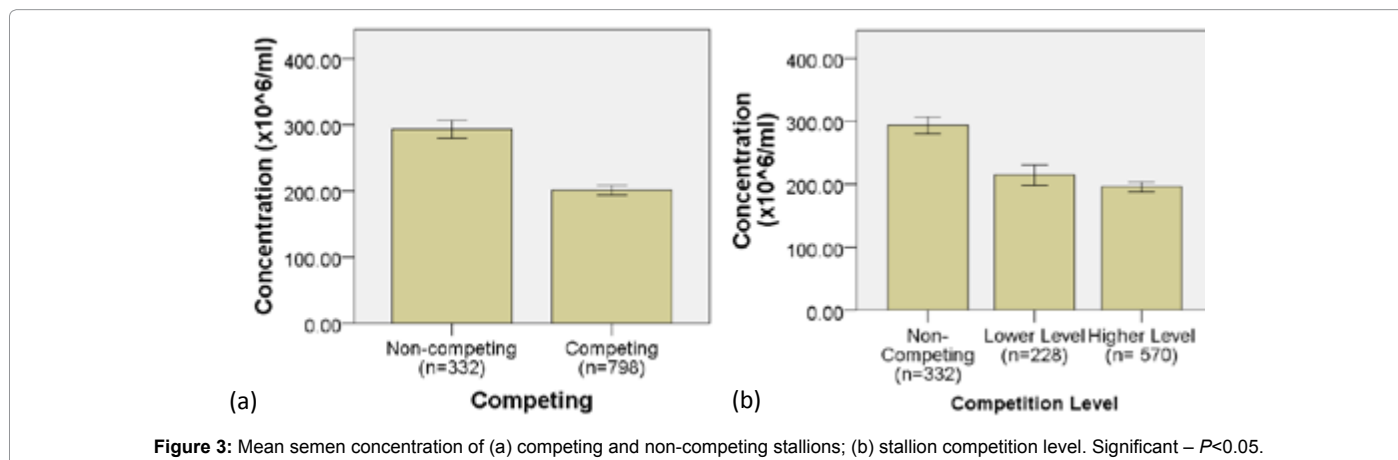 Concentration (x10^6/ml)
400.00
300.00
200.00
100.00
0.00
Non-competing
(n=332)
Competing
(n=798)
Competing
(a)
Concentration
(x10^6/ml)
400.00
300.00
200.00
100.00
0.00
Non-
Competing
(n=332)
Lower Level
(n=228)
Higher Level
(n= 570)
Competition Level
(b)
Figure 3: Mean semen concentration of (a) competing and non-competing stallions; (b) stallion competition level. Significant – P<0.05.